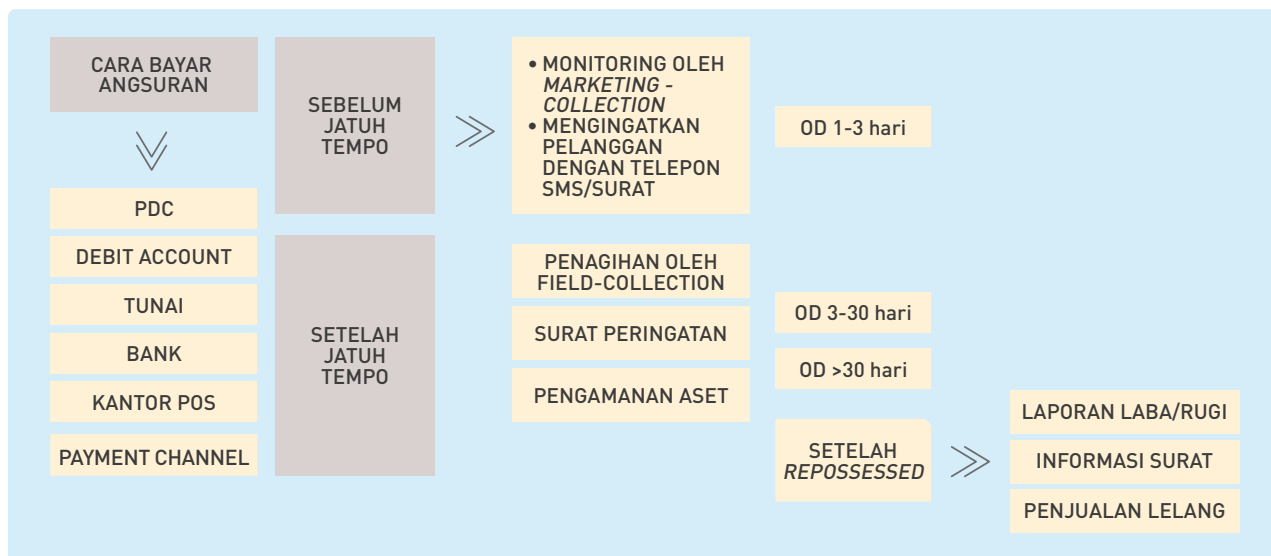 CARA BAYAR
ANGSURAN
PDC
DEBIT ACCOUNT
TUNAI
BANK
KANTOR POS
PAYMENT CHANNEL
SEBELUM
JATUH
TEMPO
SETELAH
JATUH
TEMPO
• MONITORING OLEH
MARKETING -
COLLECTION
• MENGINGATKAN
PELANGGAN
DENGAN TELEPON
SMS/SURAT
PENAGIHAN OLEH
FIELD-COLLECTION
SURAT PERINGATAN
PENGAMANAN ASET
OD 1-3 hari
OD 3-30 hari
OD >30 hari
SETELAH
REPOSSESSED
LAPORAN LABA/RUGI
INFORMASI SURAT
PENJUALAN LELANG